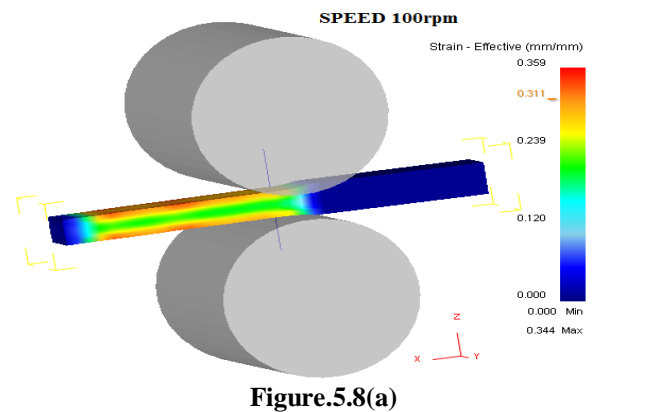 SPEED 100rpm
Strain - Effective (mm/mm)
0.359
0.311
0.239
0.120
0.000
0.000 Min
0.344 Max
Z
X
Y
Figure.5.8(a)